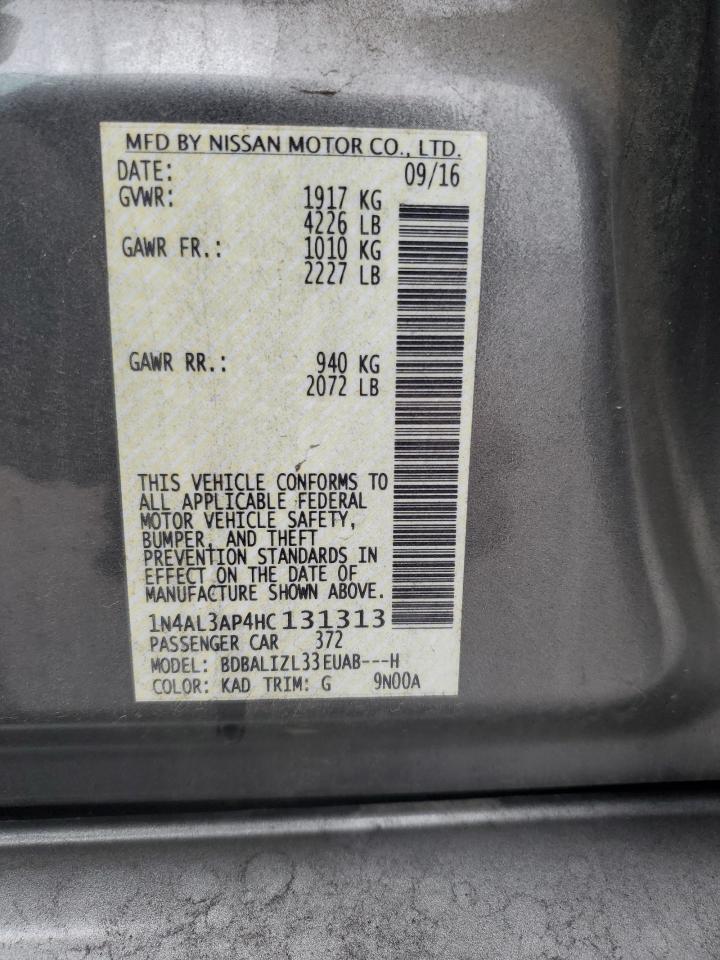 MFD BY NISSAN MOTOR CO., LTD.
DATE: 09/16
GVWR: 1917 KG
4226 LB
GAWR FR.: 1010 KG
2227 LB
GAWR RR.: 940 KG
2072 LB
THIS VEHICLE CONFORMS TO
ALL APPLICABLE FEDERAL
MOTOR VEHICLE SAFETY,
BUMPER, AND THEFT
PREVENTION STANDARDS IN
EFFECT ON THE DATE OF
MANUFACTURE SHOWN ABOVE.
1N4AL3AP4HC131313
PASSENGER CAR 372
MODEL: BDBALIZL33EUAB---H
COLOR: KAD TRIM: G 9N00A